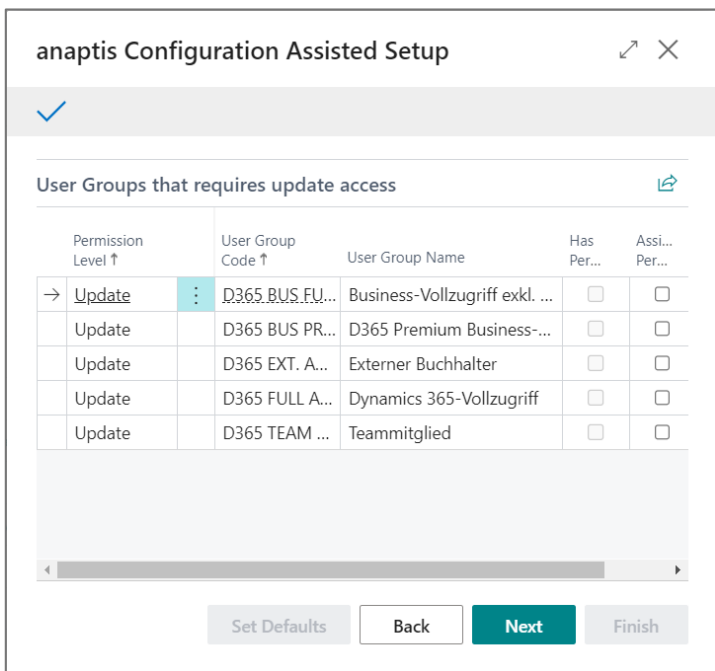 anaptis Configuration Assisted Setup
User Groups that requires update access
Permission Level ↑ User Group Code ↑ User Group Name Has Per... Assi... Per...
→ Update ⋮ D365 BUS FU... Business-Vollzugriff exkl. ...
Update D365 BUS PR... D365 Premium Business-...
Update D365 EXT. A... Externer Buchhalter
Update D365 FULL A... Dynamics 365-Vollzugriff
Update D365 TEAM ... Teammitglied
Set Defaults Back Next Finish